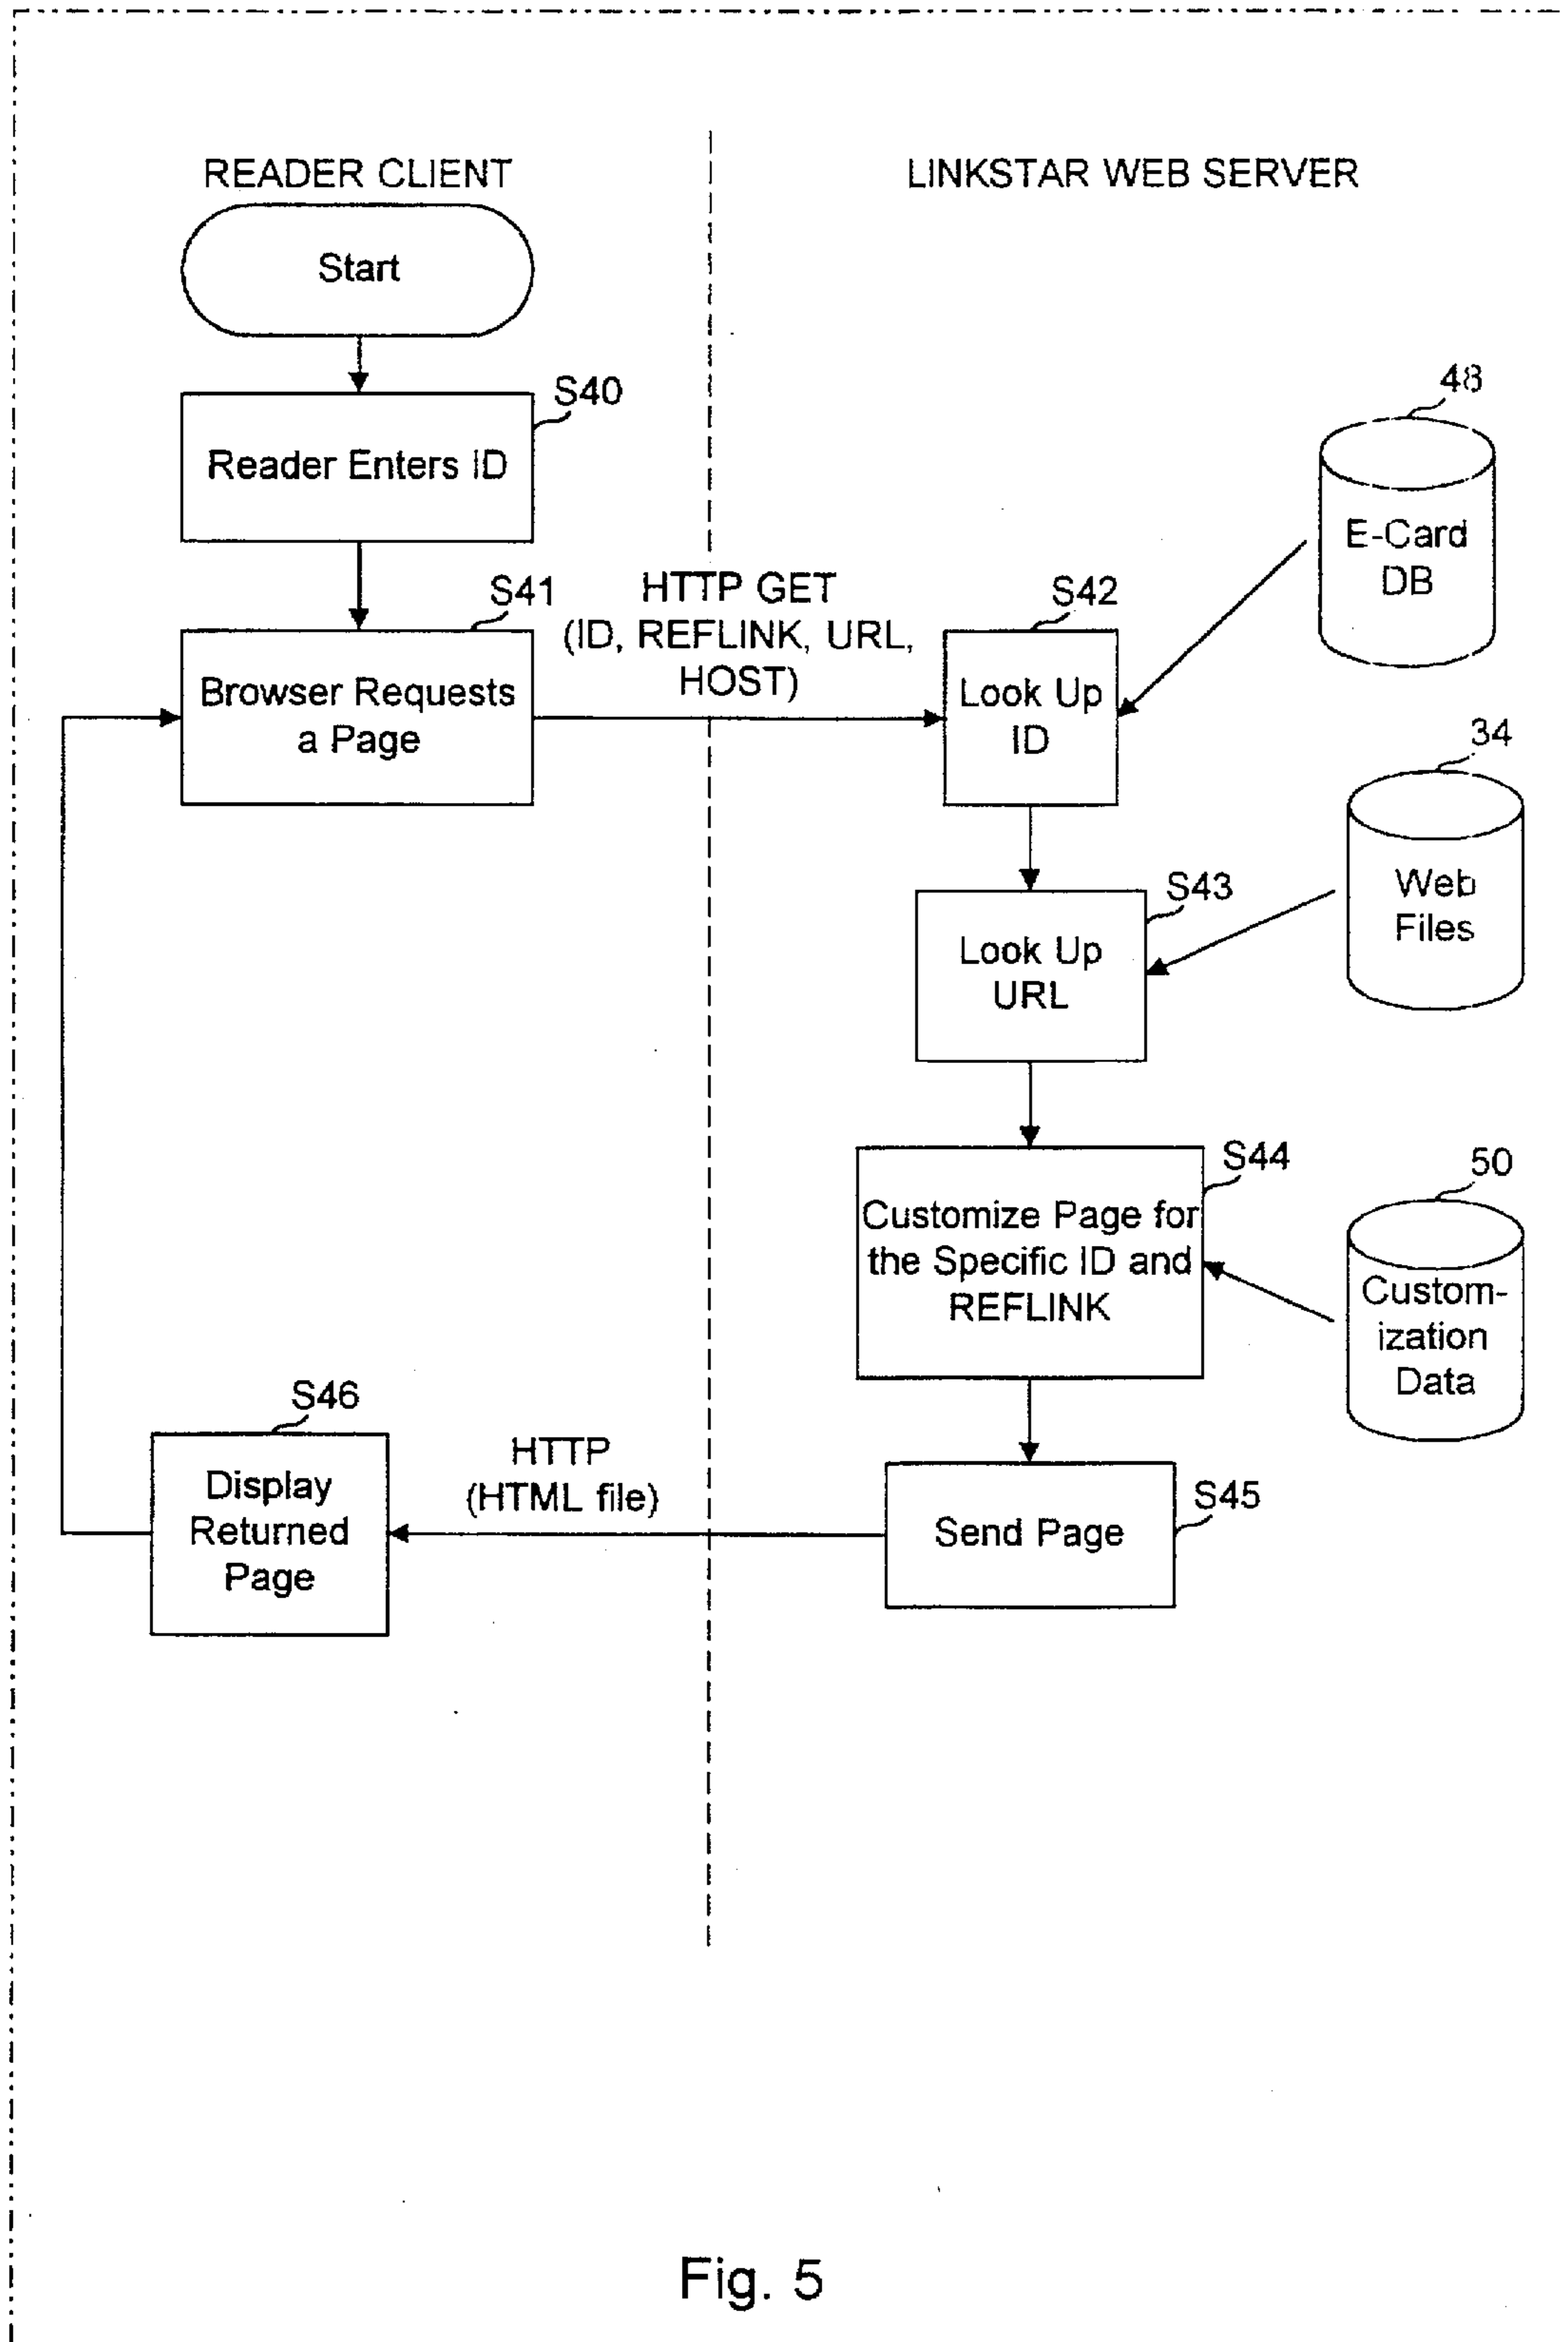 READER CLIENT
LINKSTAR WEB SERVER
Start
S40
Reader Enters ID
48
E-Card
DB
S41
Browser Requests
a Page
HTTP GET
(ID, REFLINK, URL,
HOST)
S42
Look Up
ID
34
Web
Files
S43
Look Up
URL
S44
Customize Page for
the Specific ID and
REFLINK
50
Custom-
ization
Data
S46
Display
Returned
Page
HTTP
(HTML file)
S45
Send Page
Fig. 5